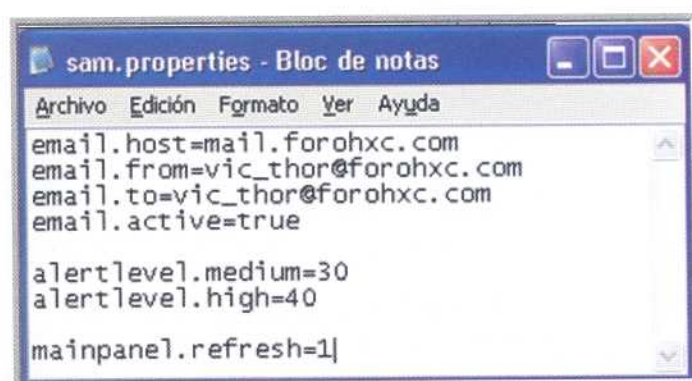 sam.properties - Bloc de notas
Archivo Edición Formato Ver Ayuda
email.host=mail.forohxc.com
email.from=vic_thor@forohxc.com
email.to=vic_thor@forohxc.com
email.active=true
alertlevel.medium=30
alertlevel.high=40
mainpanel.refresh=1